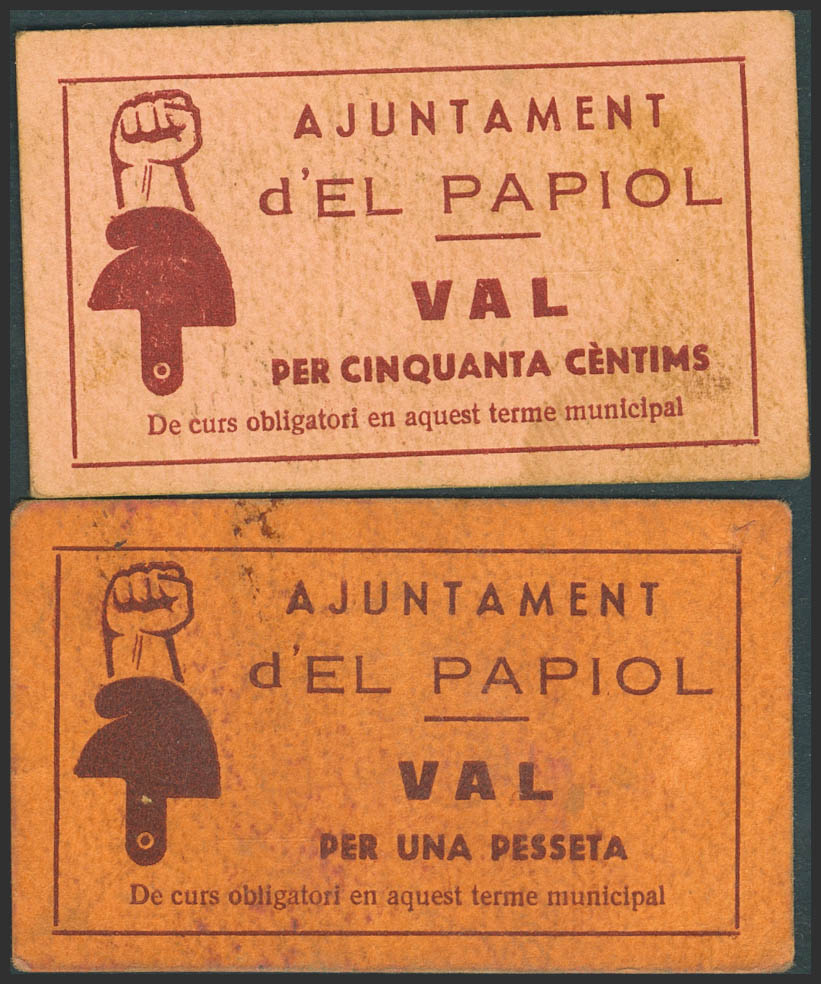 AJUNTAMENT
d'EL PAPIOL
VAL
PER CINQUANTA CÈNTIMS
De curs obligatori en aquest terme municipal
AJUNTAMENT
d'EL PAPIOL
VAL
PER UNA PESSETA
De curs obligatori en aquest terme municipal